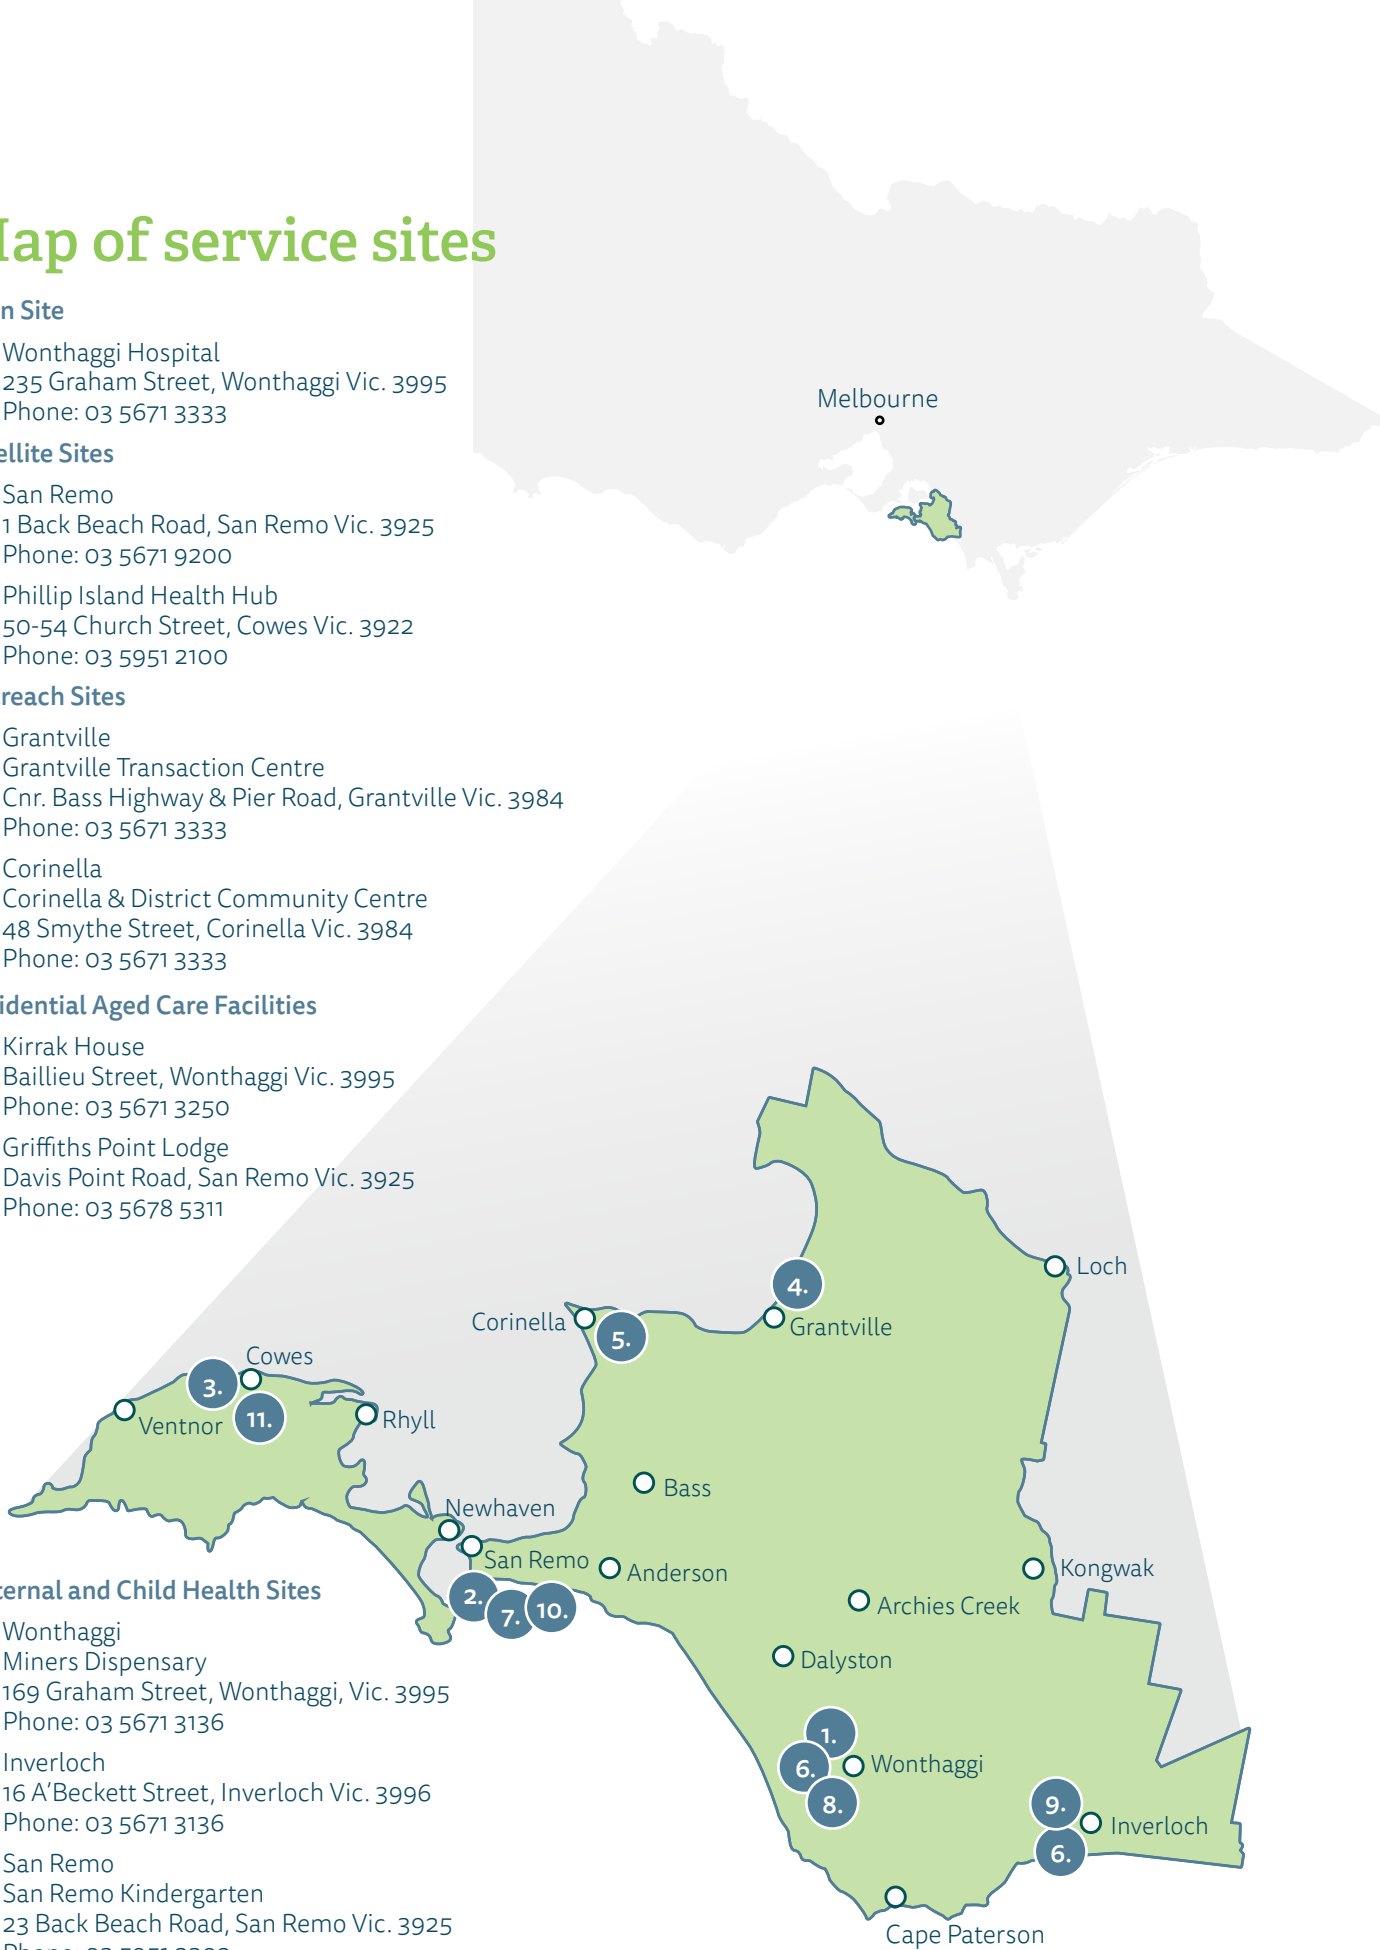 Map of service sites
n Site
Wonthaggi Hospital
235 Graham Street, Wonthaggi Vic. 3995
Phone: 03 5671 3333
ellite Sites
San Remo
1 Back Beach Road, San Remo Vic. 3925
Phone: 03 5671 9200
Phillip Island Health Hub
50-54 Church Street, Cowes Vic. 3922
Phone: 03 5951 2100
reach Sites
Grantville
Grantville Transaction Centre
Cnr. Bass Highway & Pier Road, Grantville Vic. 3984
Phone: 03 5671 3333
Corinella
Corinella & District Community Centre
48 Smythe Street, Corinella Vic. 3984
Phone: 03 5671 3333
idential Aged Care Facilities
Kirrak House
Baillieu Street, Wonthaggi Vic. 3995
Phone: 03 5671 3250
Griffiths Point Lodge
Davis Point Road, San Remo Vic. 3925
Phone: 03 5678 5311
ternal and Child Health Sites
Wonthaggi
Miners Dispensary
169 Graham Street, Wonthaggi, Vic. 3995
Phone: 03 5671 3136
Inverloch
16 A'Beckett Street, Inverloch Vic. 3996
Phone: 03 5671 3136
San Remo
San Remo Kindergarten
23 Back Beach Road, San Remo Vic. 3925
Melbourne
Loch
4.
Grantville
Corinella
5.
Cowes
3.
11.
Ventnor
Rhyll
Bass
Newhaven
San Remo
Anderson
Kongwak
2.
7.
10.
Archies Creek
Dalyston
1.
6.
Wonthaggi
8.
9.
Inverloch
6.
Cape Paterson